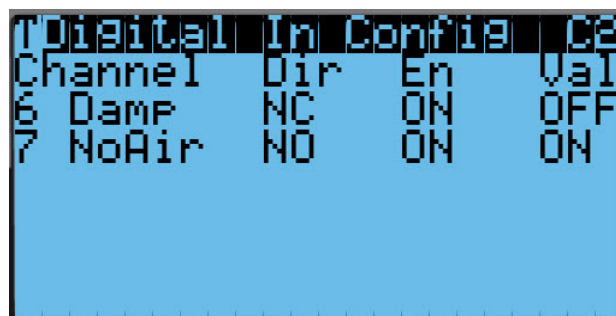 Digital In Config
Channel Dir En Val
6 Damp NC ON OFF
7 NoAir NO ON ON